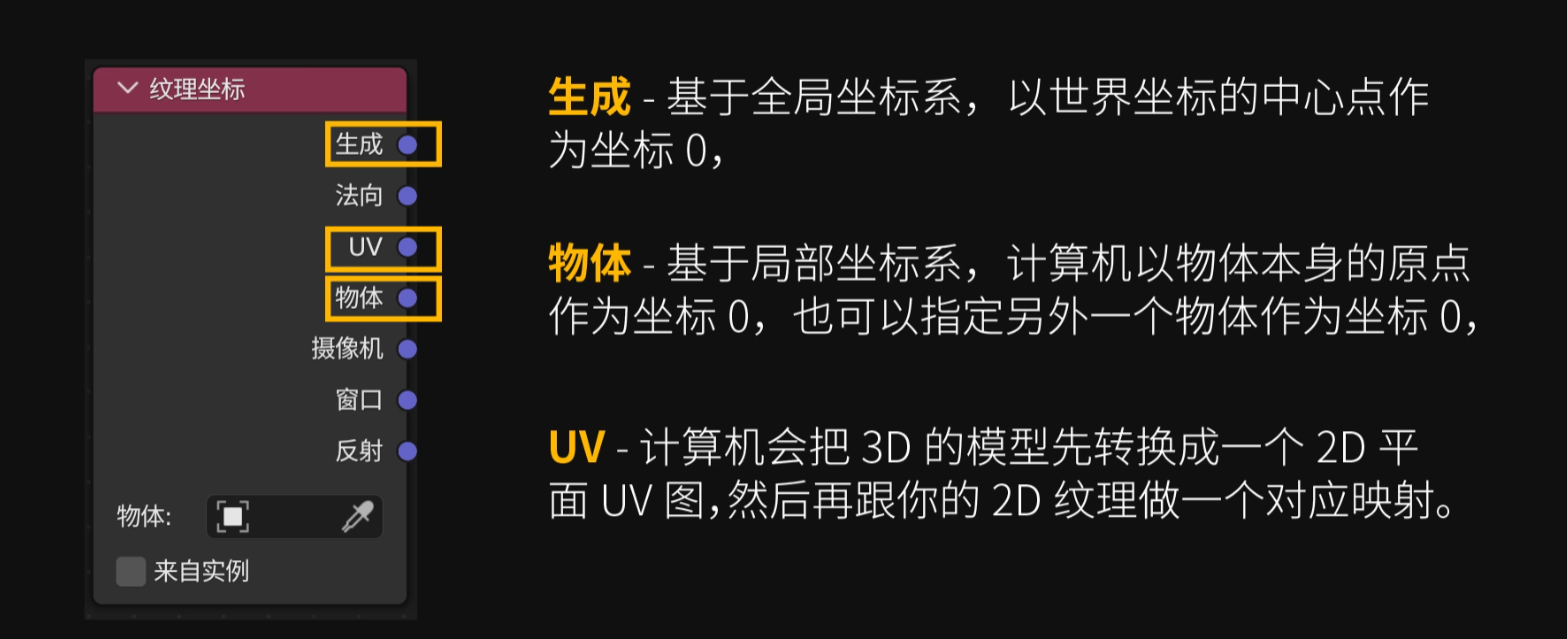 纹理坐标
生成
法向
UV
物体
摄像机
窗口
反射
物体:
来自实例
生成 - 基于全局坐标系，以世界坐标的中心点作
为坐标 0，
物体 - 基于局部坐标系，计算机以物体本身的原点
作为坐标 0，也可以指定另外一个物体作为坐标 0，
UV - 计算机会把 3D 的模型先转换成一个 2D 平
面 UV 图，然后再跟你的 2D 纹理做一个对应映射。